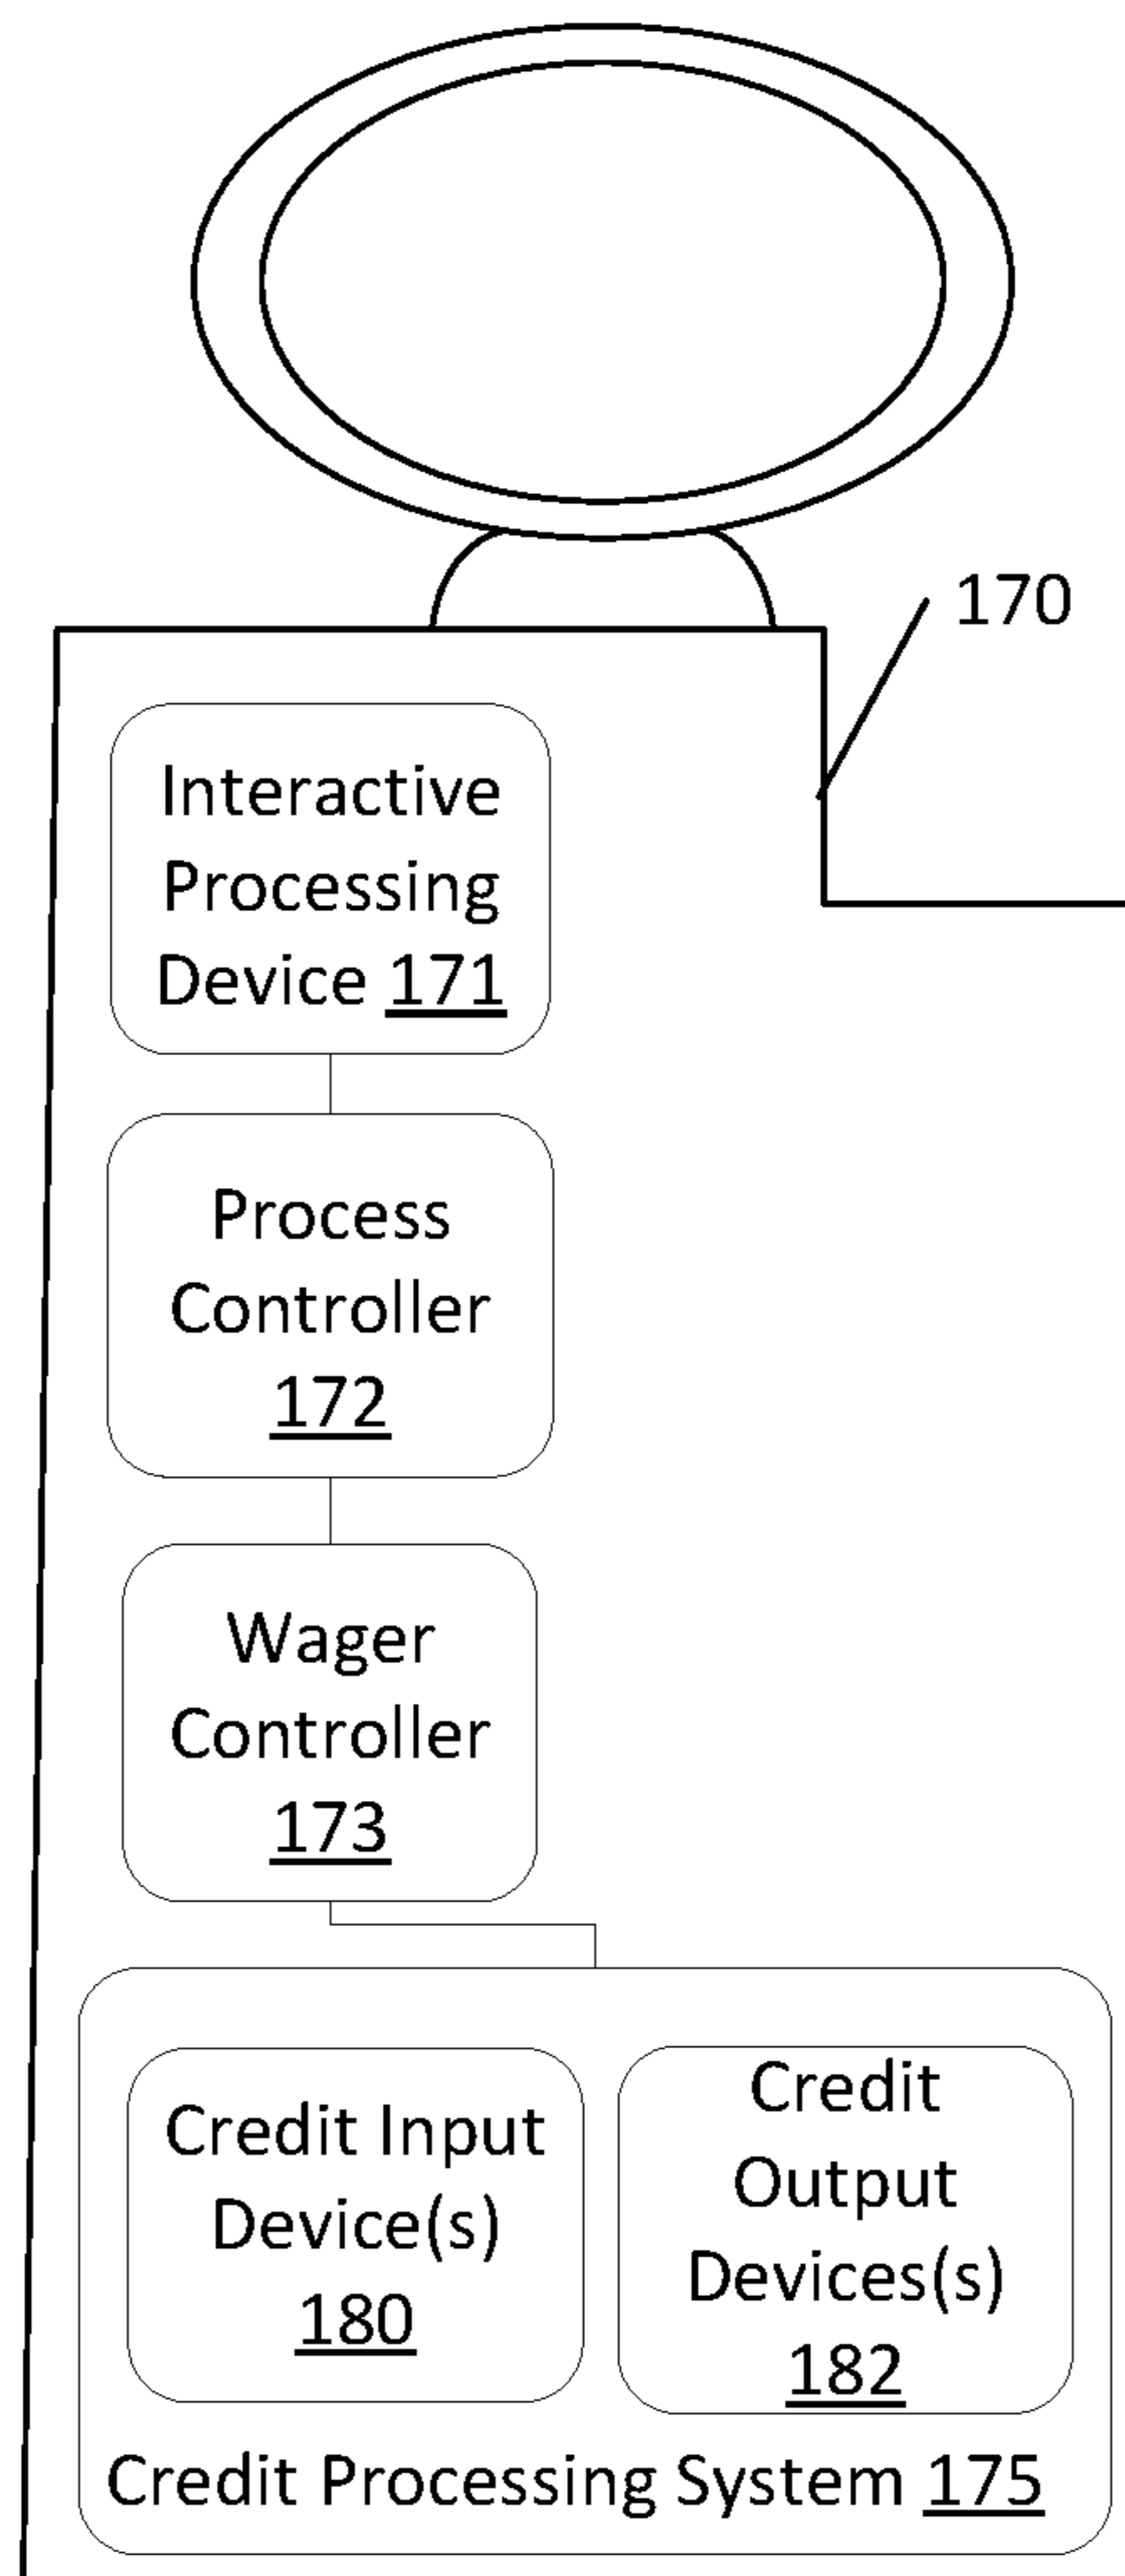 170
Interactive
Processing
Device 171
Process
Controller
172
Wager
Controller
173
Credit Input
Device(s)
180
Credit
Output
Devices(s)
182
Credit Processing System 175